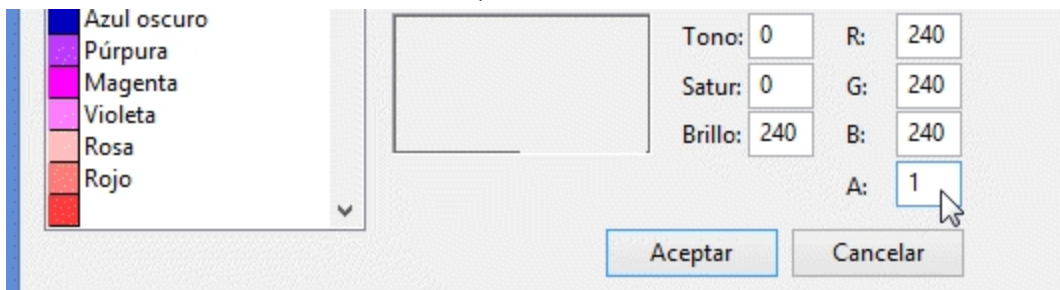 Azul oscuro
Púrpura
Magenta
Violeta
Rosa
Rojo
Tono: 0 R: 240
Satur: 0 G: 240
Brillo: 240 B: 240
A: 1
Aceptar Cancelar